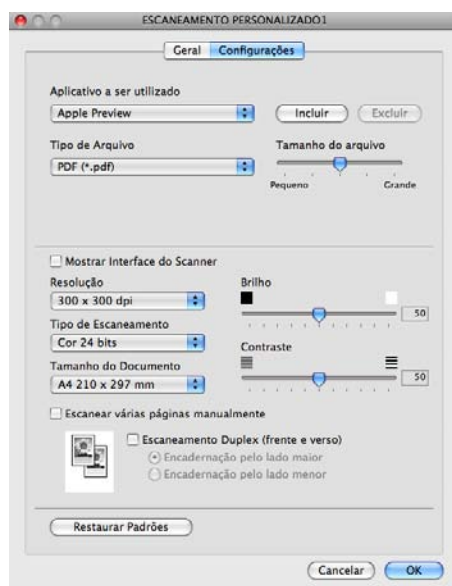 ESCANEAMENTO PERSONALIZADO1
Geral Configurações
Aplicativo a ser utilizado
Apple Preview Incluir Excluir
Tipo de Arquivo Tamanho do arquivo
PDF (*.pdf)
Pequeno Grande
Mostrar Interface do Scanner
Resolução Brilho
300 x 300 dpi
50
Tipo de Escaneamento
Cor 24 bits
Contraste
Tamanho do Documento
50
A4 210 x 297 mm
Escanear várias páginas manualmente
Escaneamento Duplex (frente e verso)
Encadernação pelo lado maior
Encadernação pelo lado menor
Restaurar Padrões
Cancelar OK